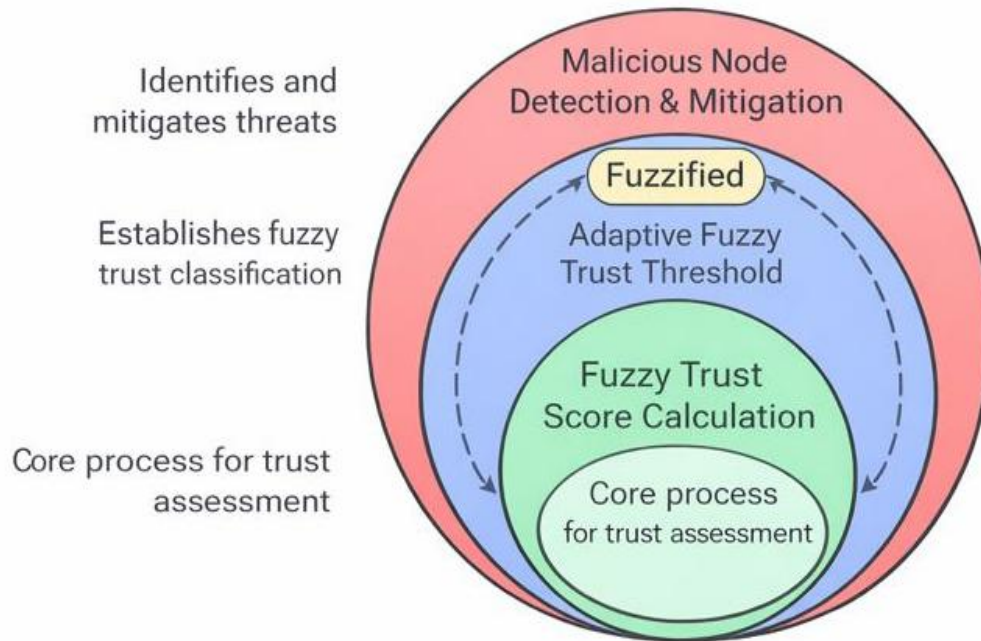 Identifies and
mitigates threats
Malicious Node
Detection & Mitigation
Fuzzified
Establishes fuzzy
trust classification
Adaptive Fuzzy
Trust Threshold
Fuzzy Trust
Score Calculation
Core process for trust
assessment
Core process
for trust assessment